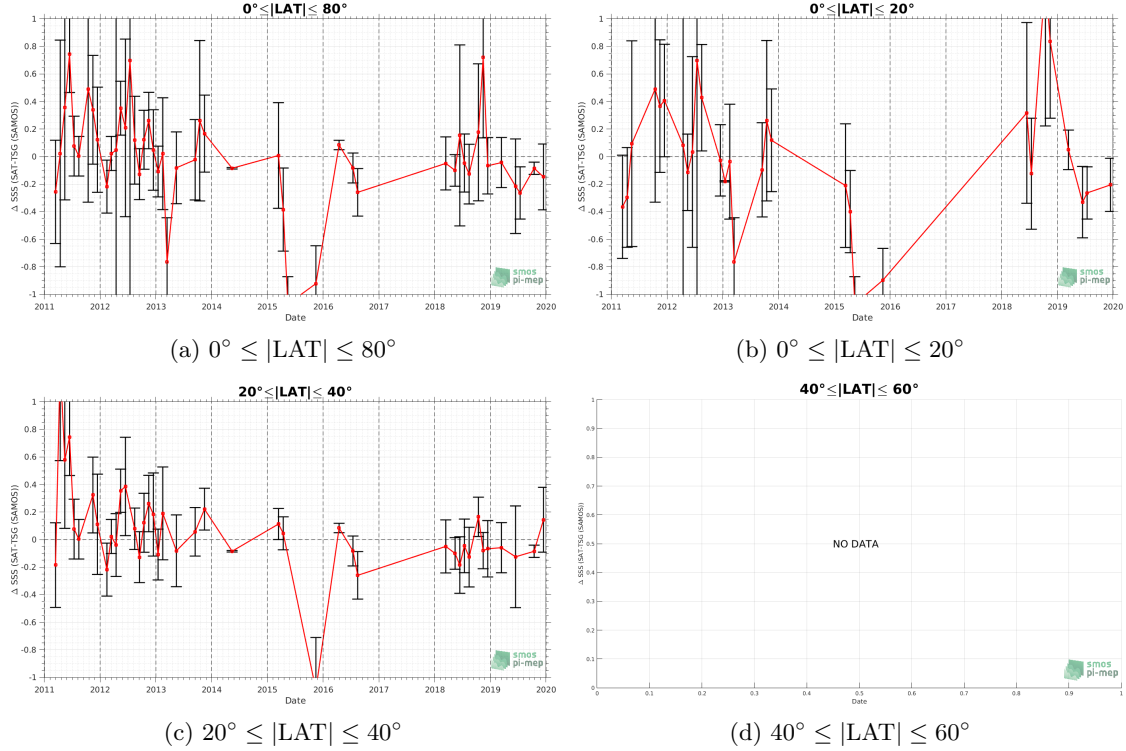 0°≤|LAT|≤ 80°
Δ SSS (SAT-TSG (SAMOS))
1
0.8
0.6
0.4
0.2
0
-0.2
-0.4
-0.6
-0.8
-1
2011 2012 2013 2014 2015 2016 2017 2018 2019 2020
Date
smos
pi-mep
(a) 0° ≤ |LAT| ≤ 80°
0°≤|LAT|≤ 20°
Δ SSS (SAT-TSG (SAMOS))
1
0.8
0.6
0.4
0.2
0
-0.2
-0.4
-0.6
-0.8
-1
2011 2012 2013 2014 2015 2016 2017 2018 2019 2020
Date
smos
pi-mep
(b) 0° ≤ |LAT| ≤ 20°
20°≤|LAT|≤ 40°
Δ SSS (SAT-TSG (SAMOS))
1
0.8
0.6
0.4
0.2
0
-0.2
-0.4
-0.6
-0.8
-1
2011 2012 2013 2014 2015 2016 2017 2018 2019 2020
Date
smos
pi-mep
(c) 20° ≤ |LAT| ≤ 40°
40°≤|LAT|≤ 60°
Δ SSS (SAT-TSG (SAMOS))
1
0.9
0.8
0.7
0.6
0.5
0.4
0.3
0.2
0.1
0
NO DATA
0 0.1 0.2 0.3 0.4 0.5 0.6 0.7 0.8 0.9 1
Date
smos
pi-mep
(d) 40° ≤ |LAT| ≤ 60°